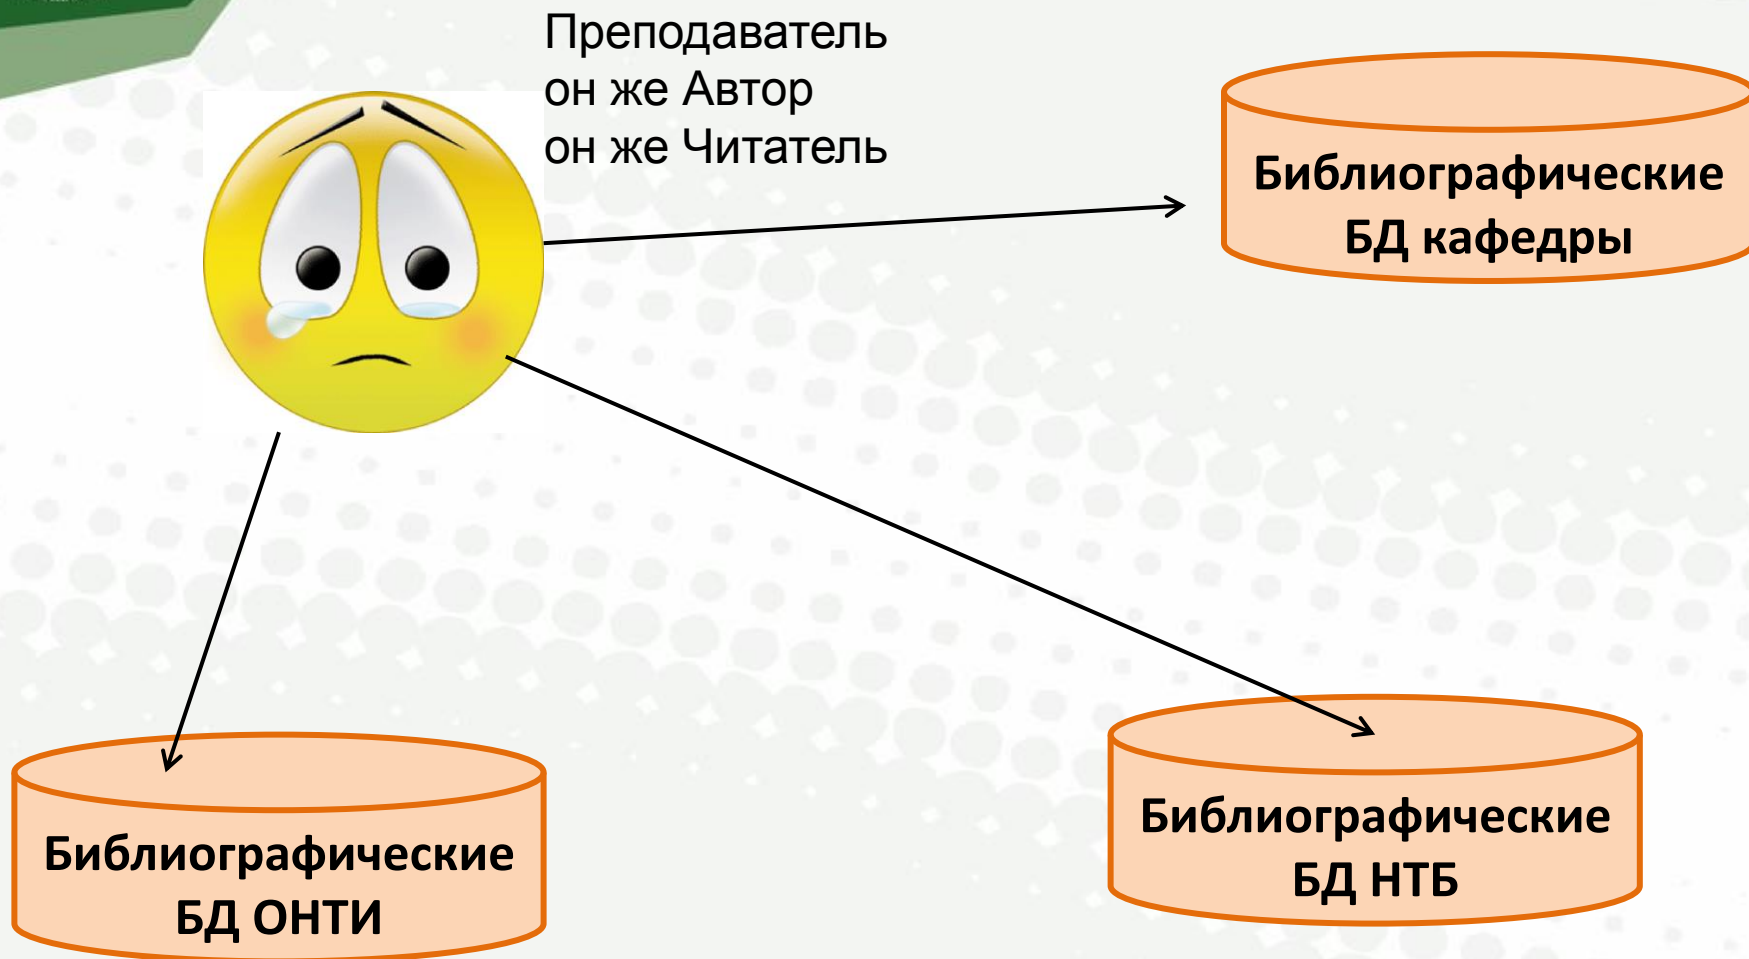 Преподаватель
он же Автор
он же Читатель
Библиографические
БД кафедры
Библиографические
БД ОНТИ
Библиографические
БД НТБ